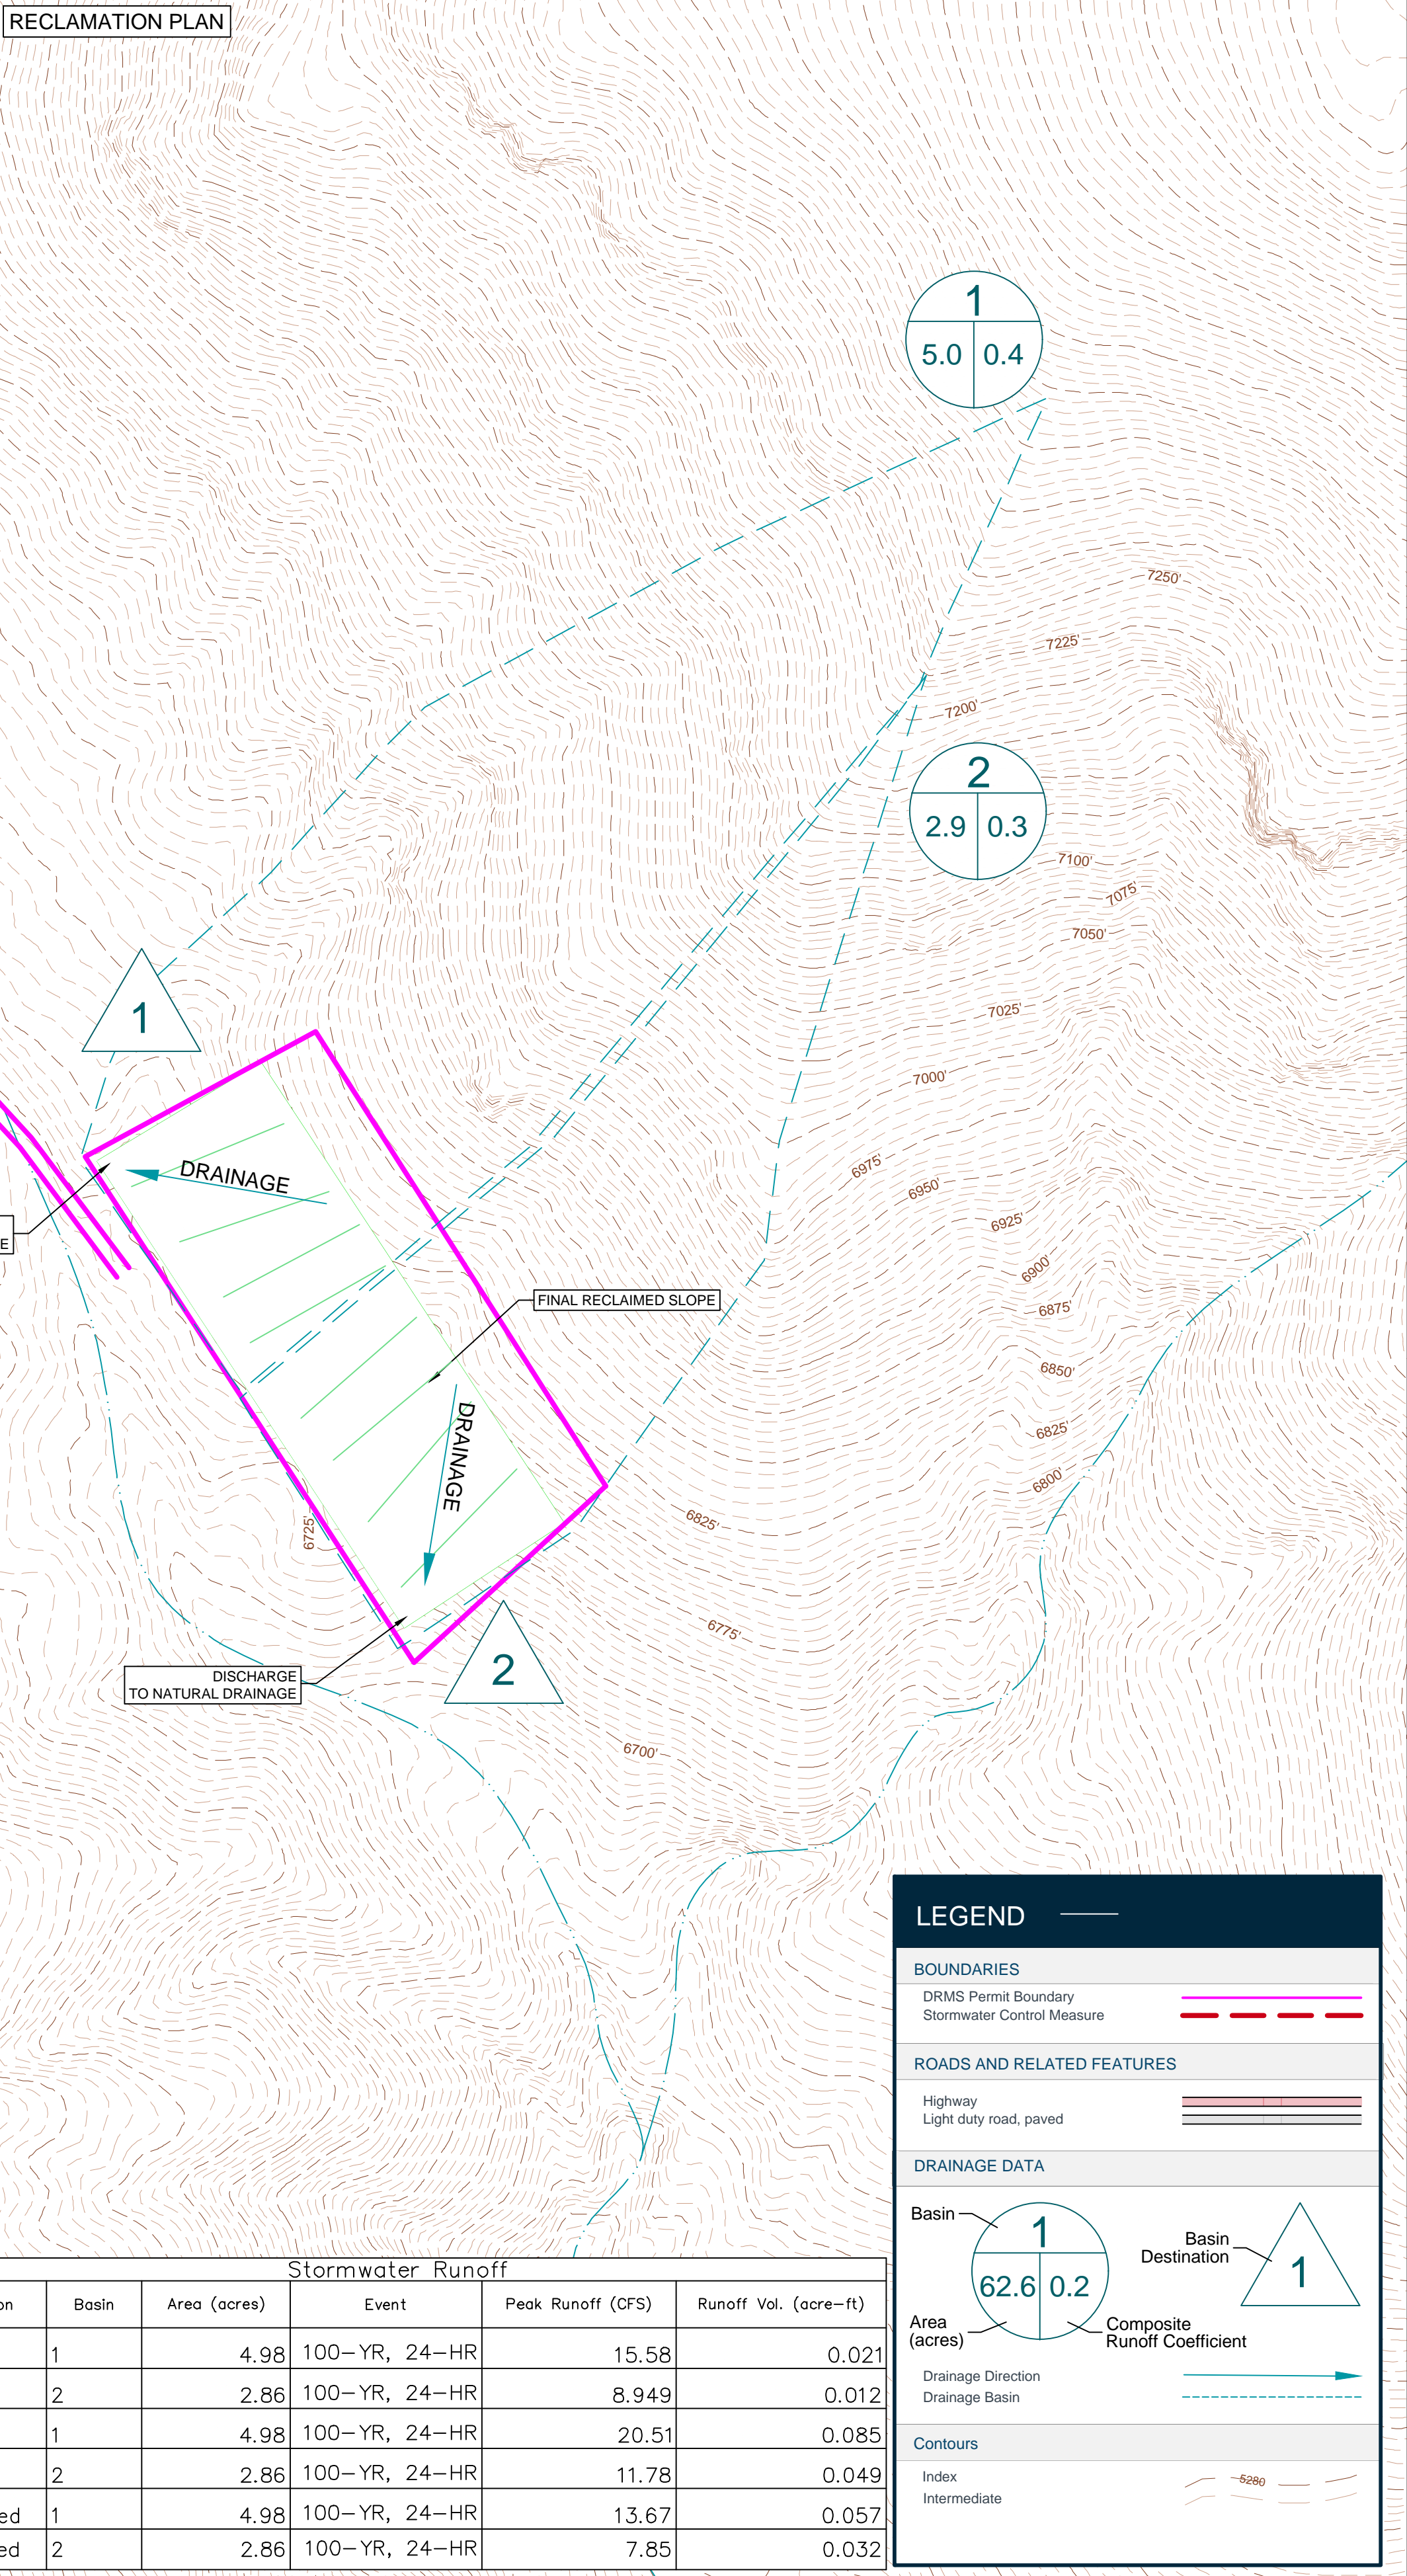 RECLAMATION PLAN
1
5.0 0.4
7250'
7225'
7200'
2
2.9 0.3
7100'
7075'
7050'
1
7025'
7000'
DRAINAGE
6975'
6950'
6925'
E
6900'
FINAL RECLAIMED SLOPE
6875'
6850'
DRAINAGE
6825'
6800'
6825'
6725'
6775'
2
DISCHARGE
TO NATURAL DRAINAGE
6700'
LEGEND
BOUNDARIES
DRMS Permit Boundary
Stormwater Control Measure
ROADS AND RELATED FEATURES
Highway
Light duty road, paved
DRAINAGE DATA
Basin
1
62.6 0.2
Area
(acres)
Composite
Runoff Coefficient
Basin
Destination
1
Drainage Direction
Drainage Basin
Contours
Index
5280
Intermediate
Stormwater Runoff
on Basin Area (acres) Event Peak Runoff (CFS) Runoff Vol. (acre-ft)
1 4.98 100-YR, 24-HR 15.58 0.021
2 2.86 100-YR, 24-HR 8.949 0.012
1 4.98 100-YR, 24-HR 20.51 0.085
2 2.86 100-YR, 24-HR 11.78 0.049
ed 1 4.98 100-YR, 24-HR 13.67 0.057
ed 2 2.86 100-YR, 24-HR 7.85 0.032